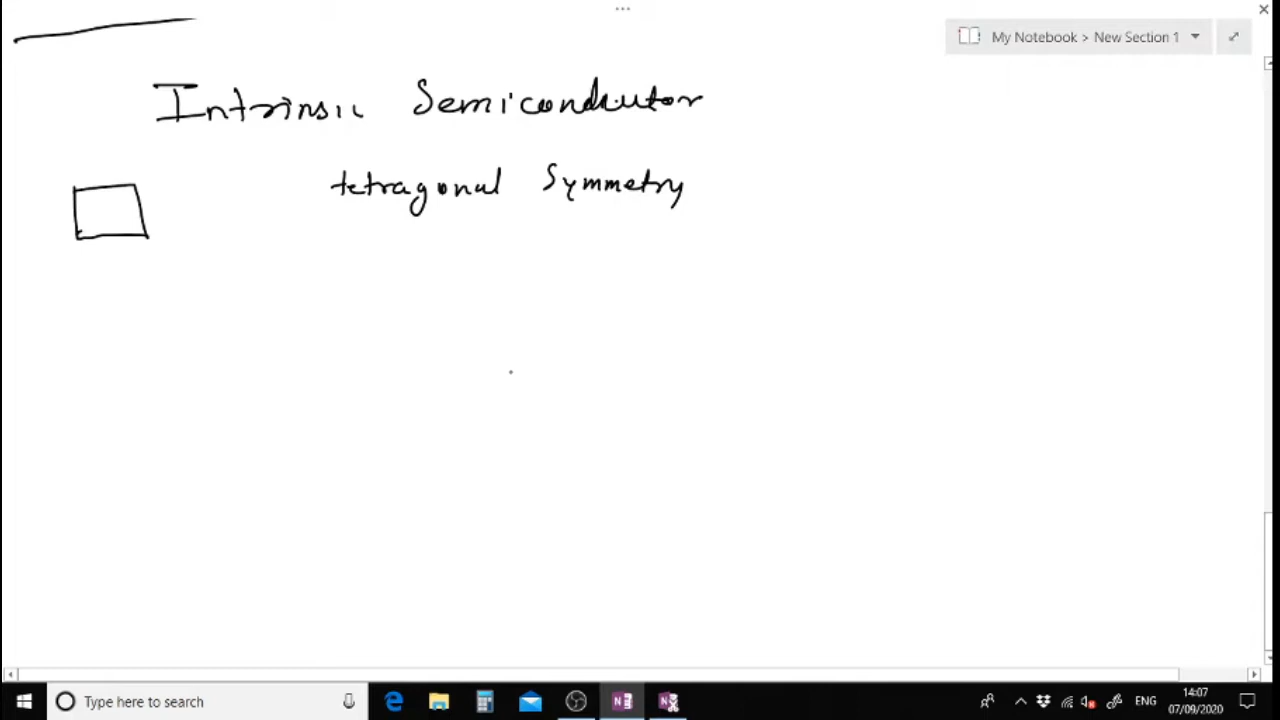 My Notebook > New Section 1
Intrinsic Semiconductor
tetragonal Symmetry
Type here to search
ENG
14:07
07/09/2020